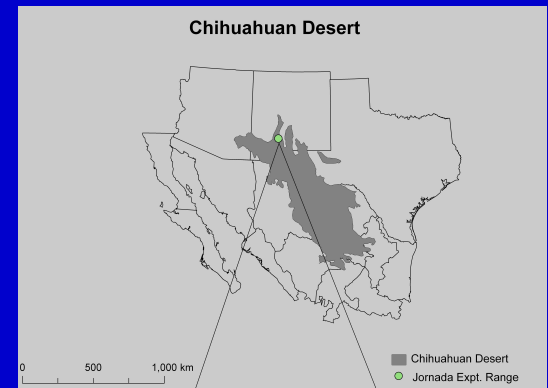 Chihuahuan Desert
Chihuahuan Desert
Jornada Expt. Range
0 500 1,000 km